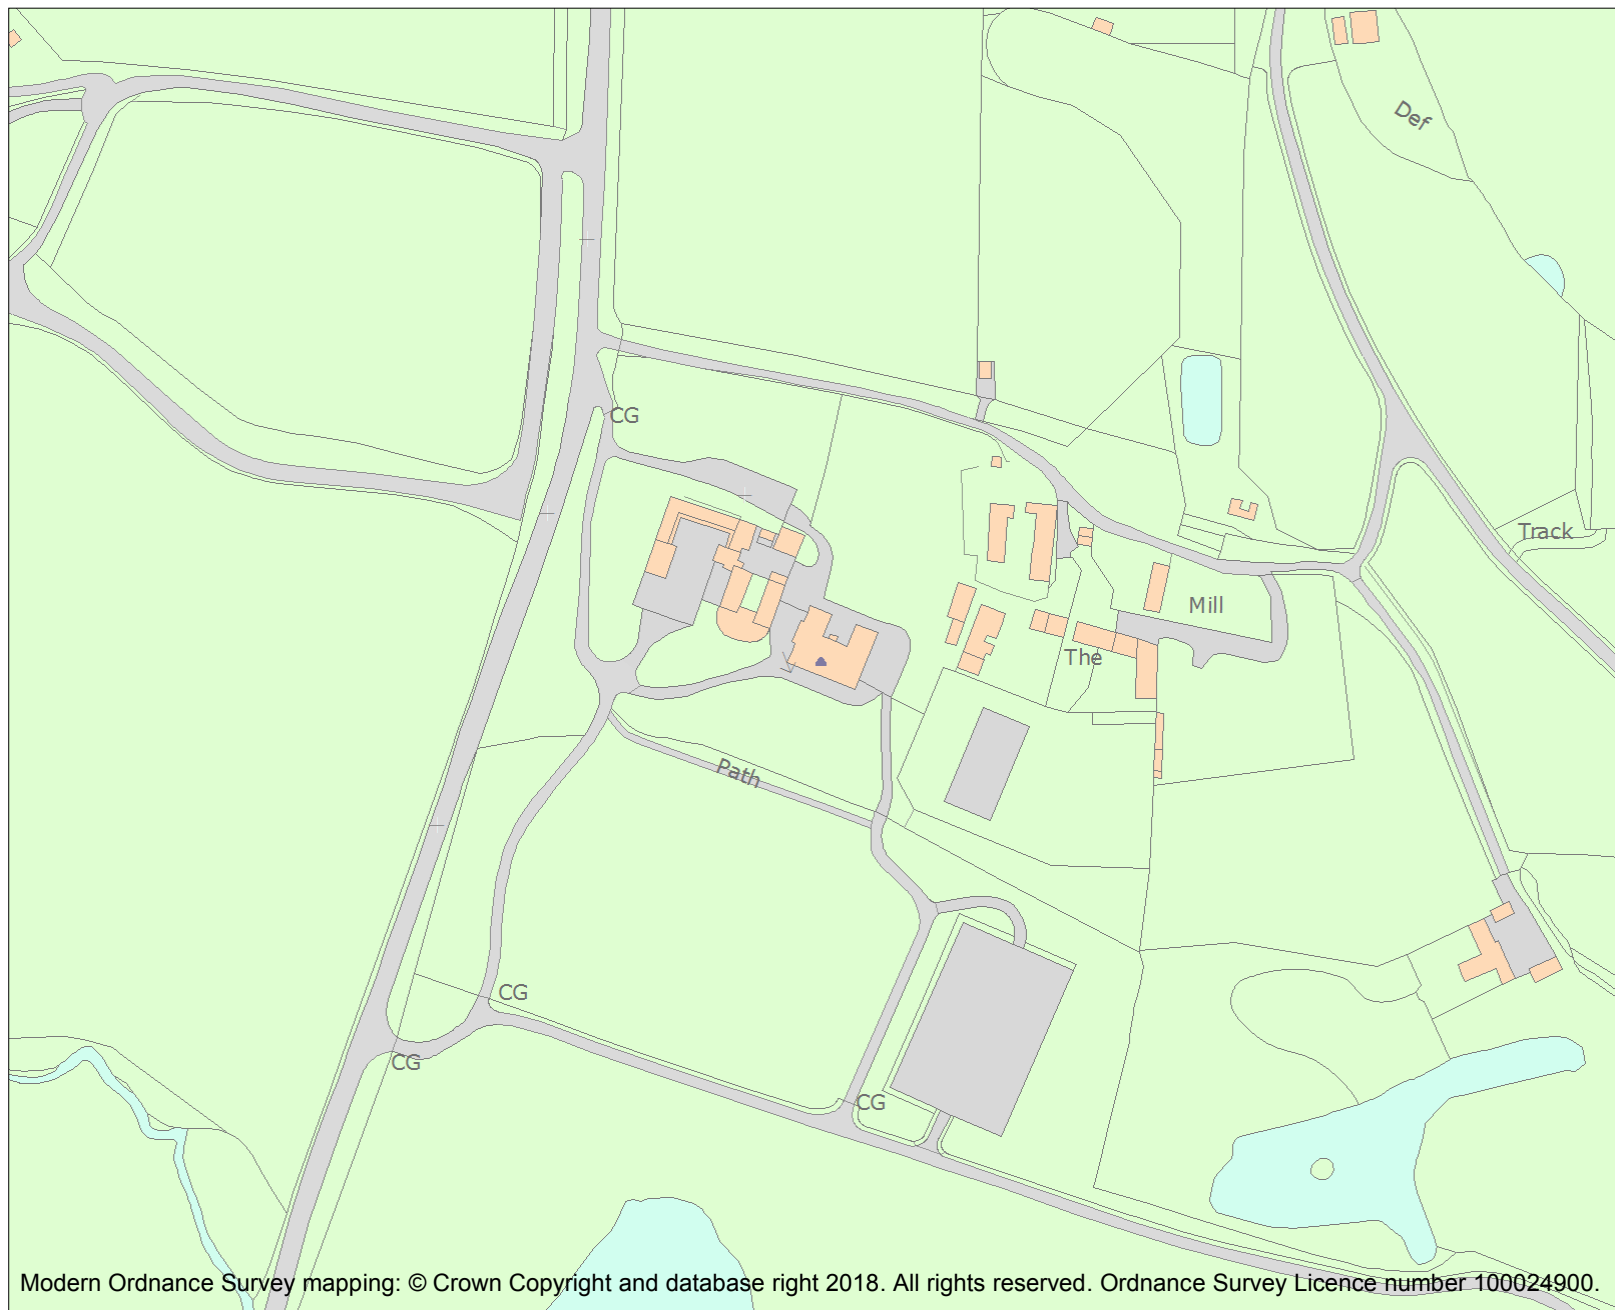 Def
CG
Track
Mill
The
Path
CG
CG
CG
Modern Ordnance Survey mapping: © Crown Copyright and database right 2018. All rights reserved. Ordnance Survey Licence number 100024900.